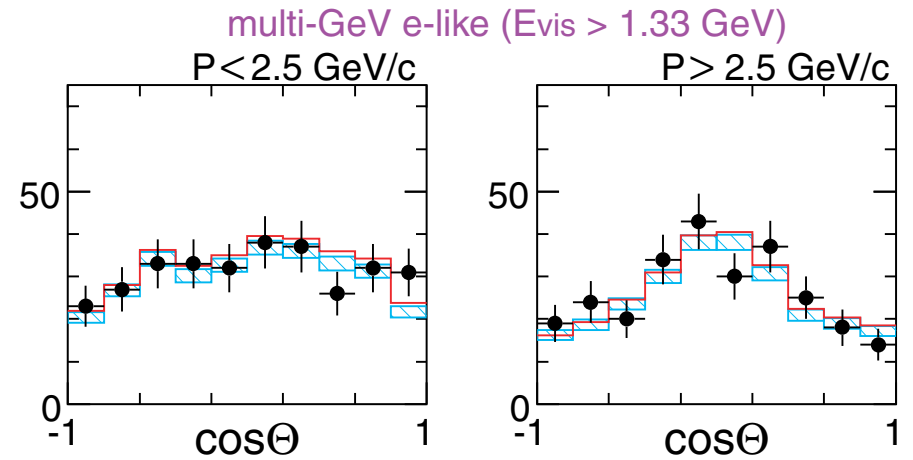 multi-GeV e-like (Evis > 1.33 GeV)
P<2.5 GeV/c
P>2.5 GeV/c
50
50
0
0
-1
cosΘ
1
-1
cosΘ
1